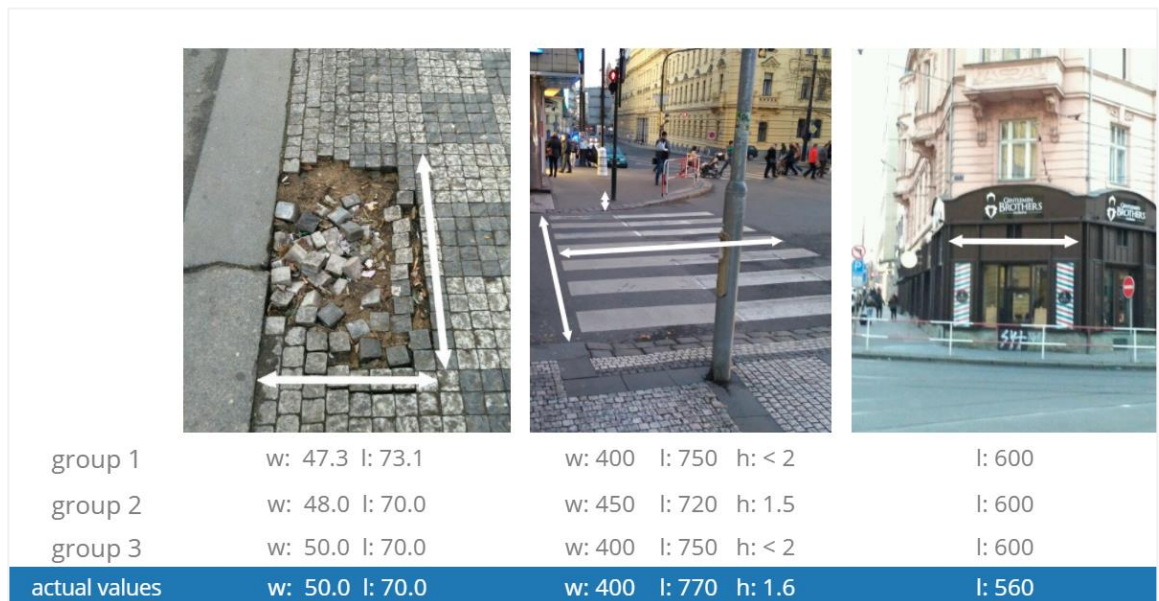 GENTLEMEN
BROTHERS
BROTHERS
group 1 w: 47.3 l: 73.1 w: 400 l: 750 h: < 2 l: 600
group 2 w: 48.0 l: 70.0 w: 450 l: 720 h: 1.5 l: 600
group 3 w: 50.0 l: 70.0 w: 400 l: 750 h: < 2 l: 600
actual values w: 50.0 l: 70.0 w: 400 l: 770 h: 1.6 l: 560